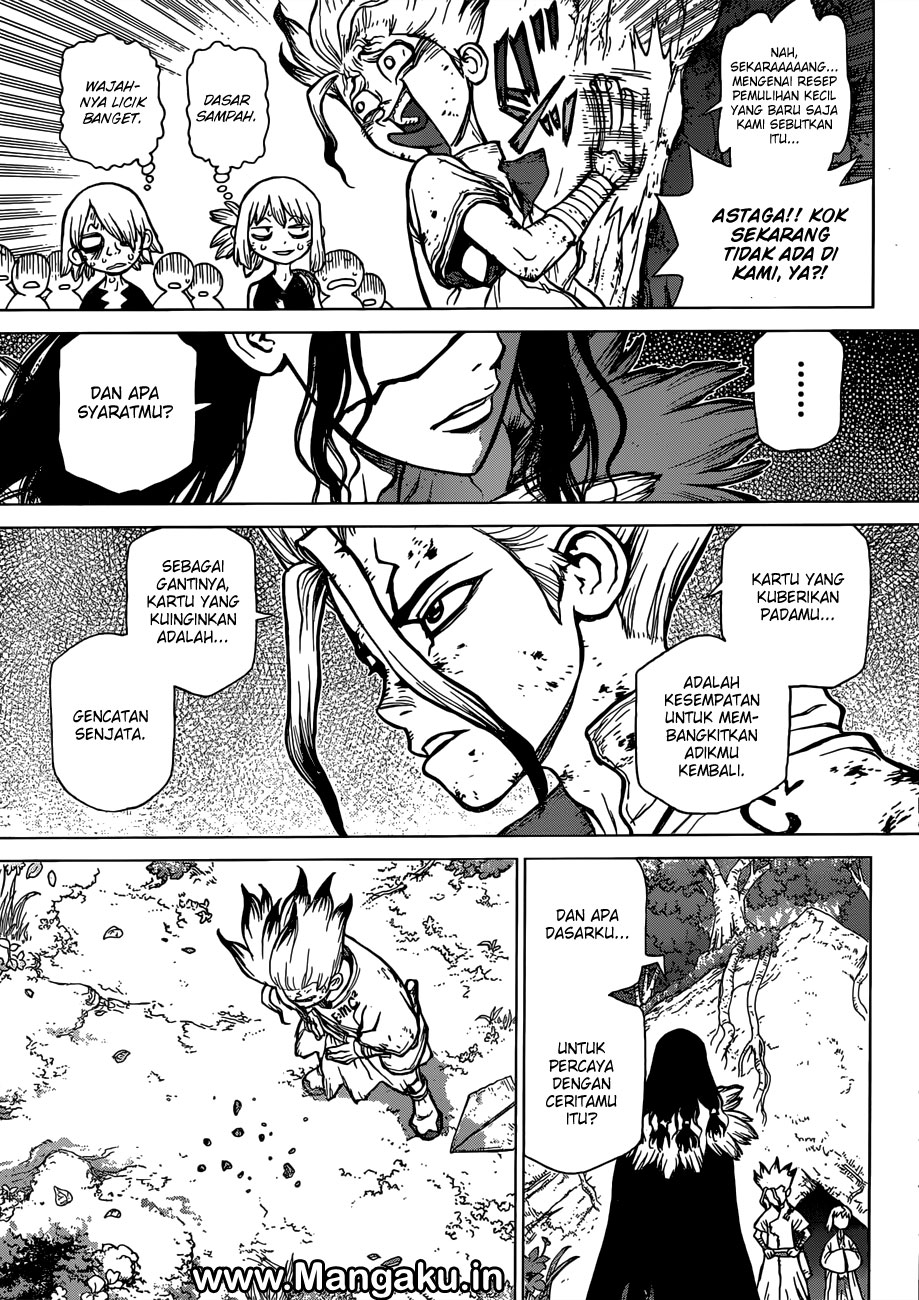 NAH,
SEKARAAAAANG...
MENGENAI RESEP
PEMULIHAN KECIL
YANG BARU SAJA
KAMI SEBUTKAN
ITU...
ASTAGA!! KOK
SEKARANG
TIDAK ADA DI
KAMI, YA?!
DASAR
SAMPAH.
WAJAH-
NYA LICIK
BANGET.
......
DAN APA
SYARATMU?
KARTU YANG
KUBERIKAN
PADAMU...
ADALAH
KESEMPATAN
UNTUK MEM-
BANGKITKAN
ADIKMU
KEMBALI.
SEBAGAI
GANTINYA,
KARTU YANG
KUINGINKAN
ADALAH...
GENCATAN
SENJATA.
DAN APA
DASARKU...
UNTUK
PERCAYA
DENGAN
CERITAMU
ITU?
E=mc²
www.Mangaku.in